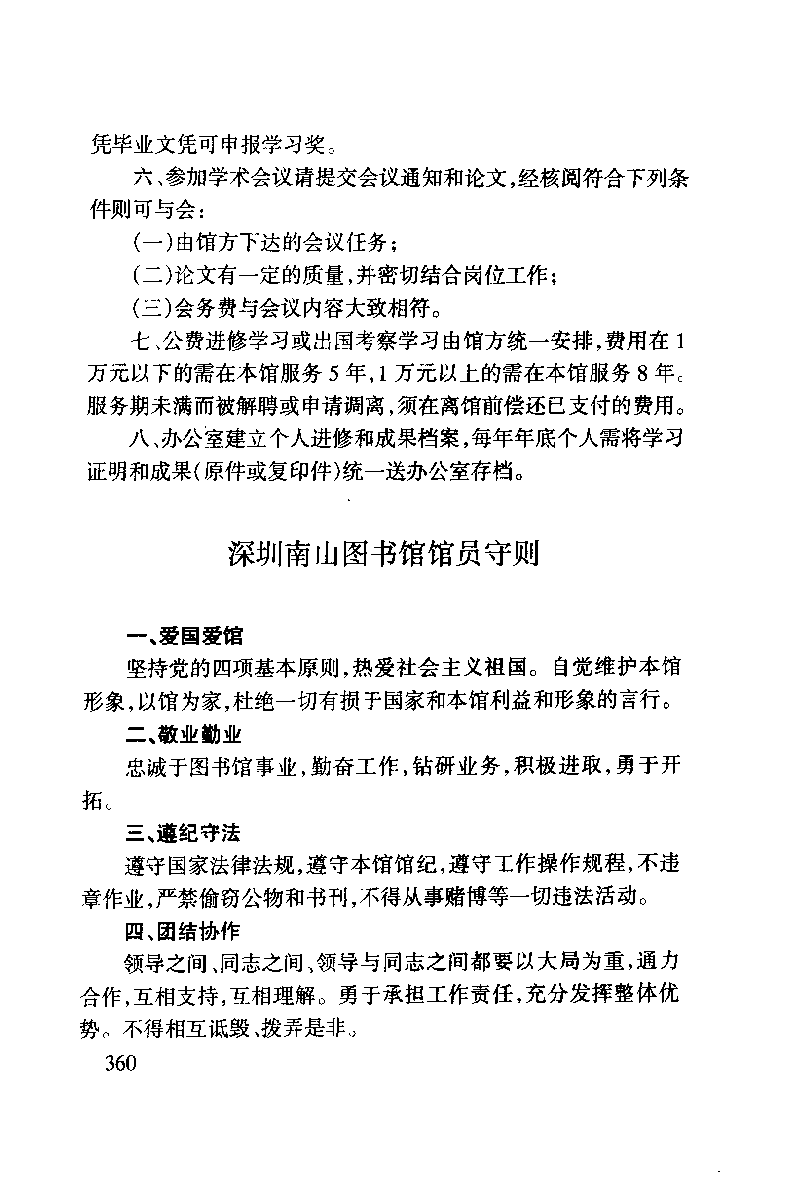 凭毕业文凭可申报学习奖。
六、参加学术会议请提交会议通知和论文,经核阅符合下列条
件则可与会:
(一)由馆方下达的会议任务;
(二)论文有一定的质量,并密切结合岗位工作;
(三)会务费与会议内容大致相符。
七、公费进修学习或出国考察学习由馆方统一安排,费用在 1
万元以下的需在本馆服务 5 年,1 万元以上的需在本馆服务 8 年。
服务期未满而被解聘或申请调离,须在离馆前偿还已支付的费用。
八、办公室建立个人进修和成果档案,每年年底个人需将学习
证明和成果(原件或复印件)统一送办公室存档。
深圳南山图书馆馆员守则
一、爱国爱馆
坚持党的四项基本原则,热爱社会主义祖国。自觉维护本馆
形象,以馆为家,杜绝一切有损于国家和本馆利益和形象的言行。
二、敬业勤业
忠诚于图书馆事业,勤奋工作,钻研业务,积极进取,勇于开
拓。
三、遵纪守法
遵守国家法律法规,遵守本馆馆纪,遵守工作操作规程,不违
章作业,严禁偷窃公物和书刊,不得从事赌博等一切违法活动。
四、团结协作
领导之间、同志之间、领导与同志之间都要以大局为重,通力
合作,互相支持,互相理解。勇于承担工作责任,充分发挥整体优
势。不得相互诋毁、拨弄是非。
360